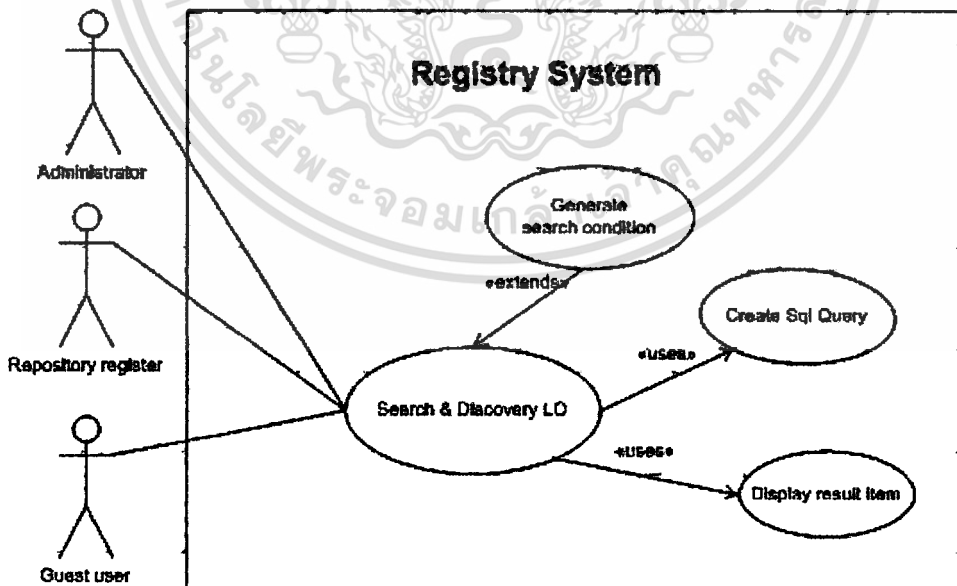 Registry System
Administrator
Generate
search condition
«extends»
Create Sql Query
Repository register
«uses»
Search & Discovery LO
«uses»
Display result item
Guest user